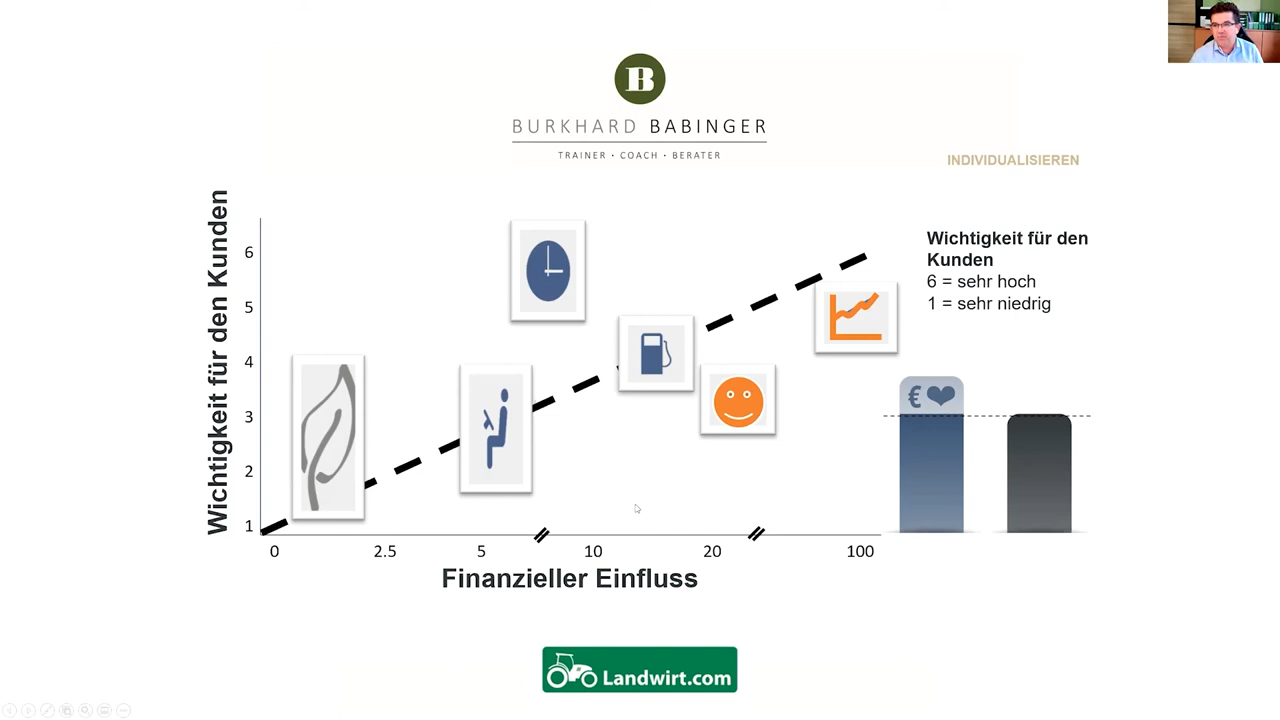 B
BURKHARD BABINGER
TRAINER • COACH • BERATER
INDIVIDUALISIEREN
Wichtigkeit für den Kunden
6
5
4
3
2
1
0 2.5 5 10 20 100
Finanzieller Einfluss
Wichtigkeit für den
Kunden
6 = sehr hoch
1 = sehr niedrig
€
Landwirt.com